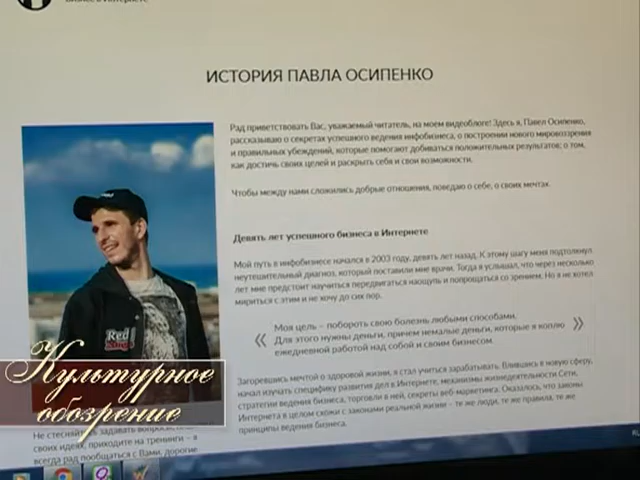 ИСТОРИЯ ПАВЛА ОСИПЕНКО
Рад приветствовать Вас, уважаемый читатель, на моем видеоблоге! Здесь я, Павел Осипенко,
рассказываю о секретах успешного ведения инфобизнеса, о построении нового мировоззрения
и правильных убеждений, которые помогают добиваться положительных результатов; о том,
как достичь своих целей и раскрыть себя и свои возможности.
Чтобы между нами сложились добрые отношения, поведаю о себе, о своих мечтах.
Девять лет успешного бизнеса в Интернете
Мой путь в инфобизнесе начался в 2003 году, девять лет назад. К этому шагу меня подтолкнул
неутешительный диагноз, который поставили мне врачи. Тогда я услышал, что через несколько
лет мне предстоит научиться передвигаться наощупь и попрощаться со зрением. Но я не хотел
мириться с этим и не хочу до сих пор.
« Моя цель – побороть свою болезнь любыми способами. »
Для этого нужны деньги, причем немалые деньги, которые я коплю
ежедневной работой над собой и своим бизнесом.
Загоревшись мечтой о здоровой жизни, я стал учиться зарабатывать. Влившись в новую сферу,
начал изучать специфику развития дел в Интернете, механизмы жизнедеятельности Сети,
стратегии ведения бизнеса, торговли в ней, секреты веб-маркетинга. Оказалось, что законы
Интернета в целом схожи с законами реальной жизни – те же люди, те же правила, те же
принципы ведения бизнеса.
Red
Культурное
обозрение
Не стесняйтесь задавать вопросы,
своих идеях, приходите на тренинги – я
всегда рад пообщаться с Вами, дорогие